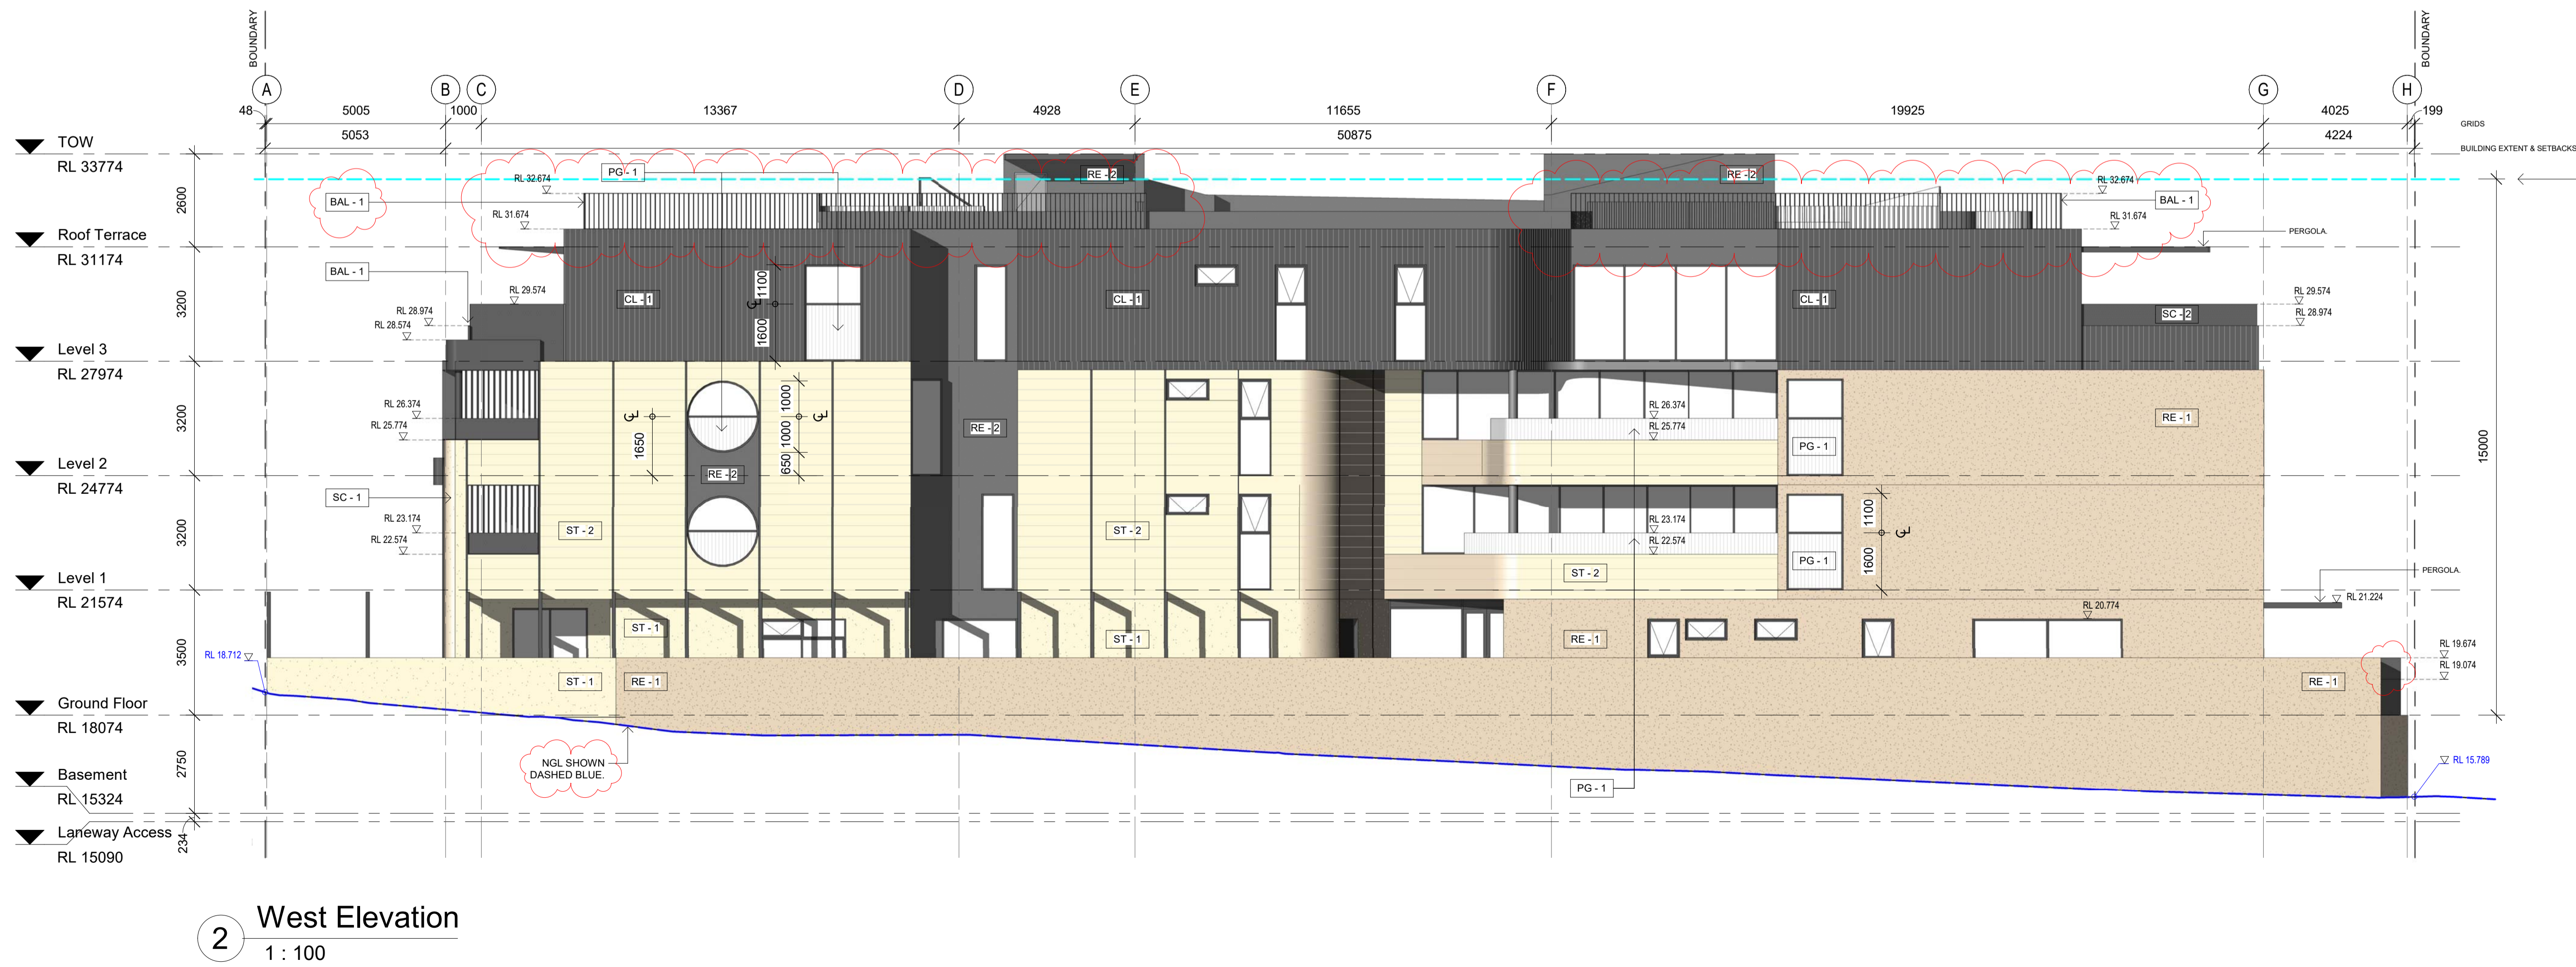 BOUNDARY
BOUNDARY
A
B
C
D
E
F
G
H
48
5005
1000
13367
4928
11655
19925
4025
199
GRIDS
5053
50875
4224
BUILDING EXTENT & SETBACKS
TOW
RL 33774
2600
Roof Terrace
RL 31174
3200
Level 3
RL 27974
3200
Level 2
RL 24774
3200
Level 1
RL 21574
3500
Ground Floor
RL 18074
2750
Basement
RL 15324
Laneway Access
RL 15090
234
PG - 1
RE - 2
RE - 2
RL 32.674
BAL - 1
RL 31.674
RL 32.674
BAL - 1
RL 31.674
PERGOLA.
BAL - 1
RL 29.574
RL 28.974
RL 28.574
CL - 1
1100
1600
CL - 1
CL - 1
SC - 2
RL 29.574
RL 28.974
RL 26.374
RL 25.774
1650
1000
1000
650
RE - 2
RE - 2
RL 26.374
RL 25.774
PG - 1
RE - 1
15000
SC - 1
RL 23.174
RL 22.574
ST - 2
ST - 2
RL 23.174
RL 22.574
ST - 2
PG - 1
1100
1600
PERGOLA.
RL 21.224
RL 20.774
ST - 1
ST - 1
RE - 1
RL 18.712
RL 19.674
RL 19.074
ST - 1
RE - 1
RE - 1
NGL SHOWN
DASHED BLUE.
PG - 1
RL 15.789
2
West Elevation
1 : 100